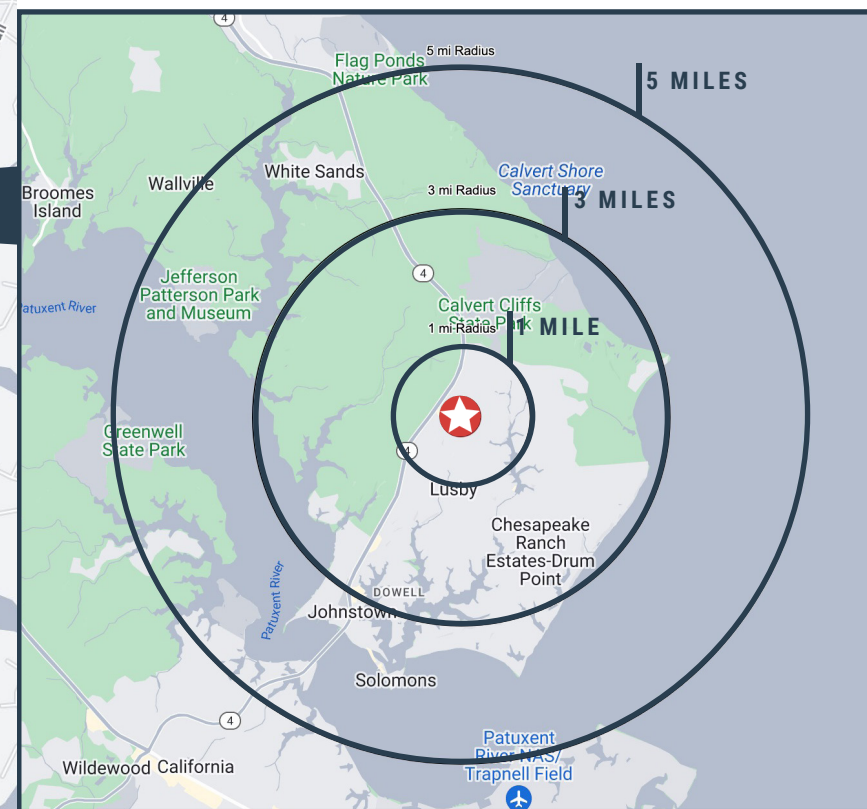 4
5 mi Radius
Flag Ponds
Nature Park
5 MILES
White Sands
Calvert Shore
Sanctuary
Wallville
Broomes
Island
3 mi Radius
3 MILES
4
Jefferson
Patterson Park
and Museum
Patuxent River
Calvert Cliffs
State Park
1 mi Radius
1 MILE
Greenwell
State Park
4
Lusby
Chesapeake
Ranch
Estates-Drum
Point
DOWELL
Patuxent River
Johnstown
Solomons
4
Patuxent
River NAS/
Trapnell Field
Wildewood
California